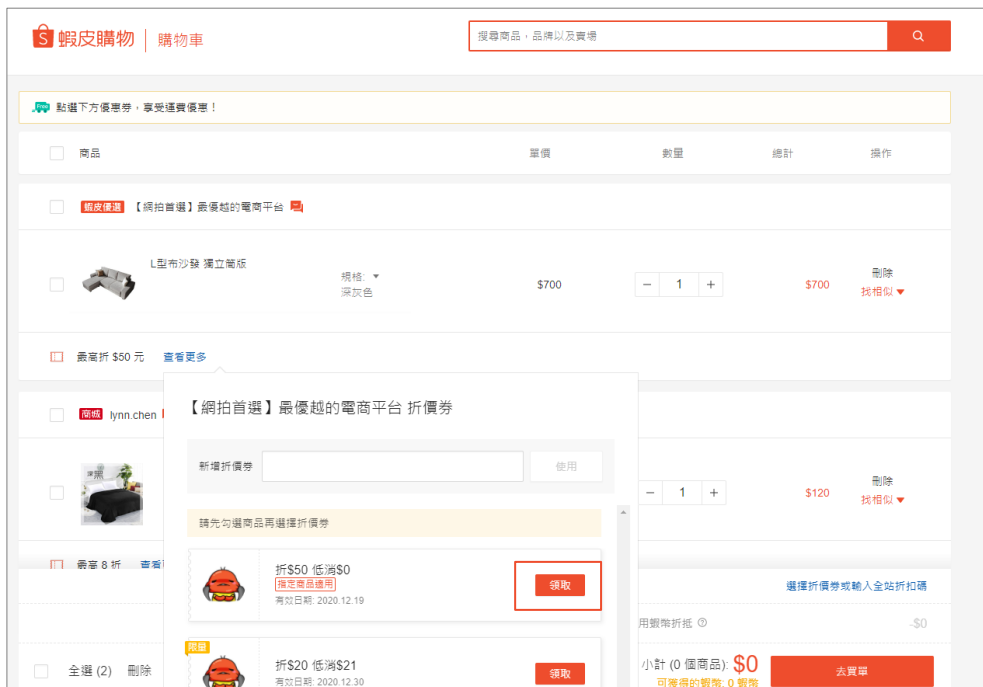 蝦皮購物 購物車
搜尋商品，品牌以及賣場
Free 點選下方優惠券，享受運費優惠！
商品 單價 數量 總計 操作
蝦皮優選 【網拍首選】最優越的電商平台
L型布沙發 獨立筒版
規格:
深灰色
$700 − 1 + $700
刪除
找相似
最高折 $50 元 查看更多
【網拍首選】最優越的電商平台 折價券
商城 lynn.chen
新增折價券 使用
− 1 + $120
刪除
找相似
請先勾選商品再選擇折價券
最高 8 折 查看
折$50 低消$0
指定商品適用
有效日期: 2020.12.19
領取
選擇折價券或輸入全站折扣碼
用蝦幣折抵 -$0
限量
折$20 低消$21
有效日期: 2020.12.30
領取
全選 (2) 刪除
小計 (0 個商品): $0
可獲得的蝦幣: 0 蝦幣
去買單